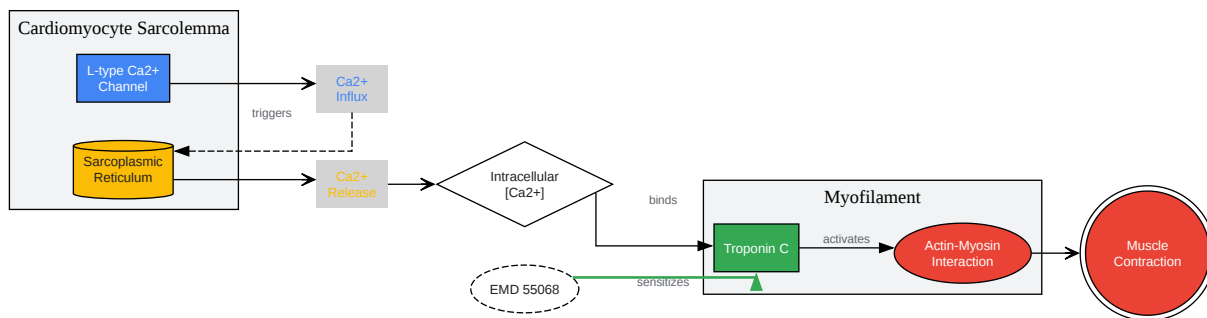 Cardiomyocyte Sarcolemma
L-type Ca2+
Channel
Ca2+
Influx
triggers
Sarcoplasmic
Reticulum
Ca2+
Release
Intracellular
[Ca2+]
binds
Myofilament
Troponin C
activates
Actin-Myosin
Interaction
Muscle
Contraction
EMD 55068
sensitizes